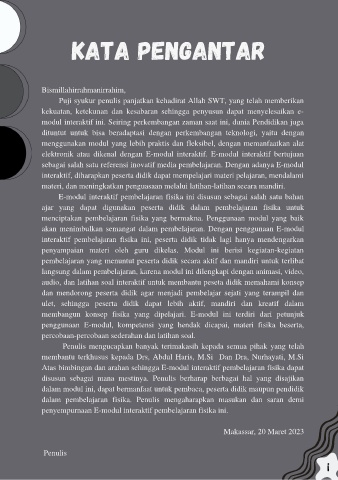 KATA PENGANTAR
Bismillahirrahmanirrahim,
Puji syukur penulis panjatkan kehadirat Allah SWT, yang telah memberikan
kekuatan, ketekunan dan kesabaran sehingga penyusun dapat menyelesaikan e-
modul interaktif ini. Seiring perkembangan zaman saat ini, dunia Pendidikan juga
dituntut untuk bisa beradaptasi dengan perkembangan teknologi, yaitu dengan
menggunakan modul yang lebih praktis dan fleksibel, dengan memanfaatkan alat
elektronik atau dikenal dengan E-modul interaktif. E-modul interaktif bertujuan
sebagai salah satu referensi inovatif media pembelajaran. Dengan adanya E-modul
interaktif, diharapkan peserta didik dapat mempelajari materi pelajaran, mendalami
materi, dan meningkatkan penguasaan melalui latihan-latihan secara mandiri.
E-modul interaktif pembelajaran fisika ini disusun sebagai salah satu bahan
ajar yang dapat digunakan peserta didik dalam pembelajaran fisika untuk
menciptakan pembelajaran fisika yang bermakna. Penggunaan modul yang baik
akan menimbulkan semangat dalam pembelajaran. Dengan penggunaan E-modul
interaktif pembelajaran fisika ini, peserta didik tidak lagi hanya mendengarkan
penyampaian materi oleh guru dikelas. Modul ini berisi kegiatan-kegiatan
pembelajaran yang menuntut peserta didik secara aktif dan mandiri untuk terlibat
langsung dalam pembelajaran, karena modul ini dilengkapi dengan animasi, video,
audio, dan latihan soal interaktif untuk membantu peseta didik memahami konsep
dan mendorong peserta didik agar menjadi pembelajar sejati yang terampil dan
ulet, sehingga peserta didik dapat lebih aktif, mandiri dan kreatif dalam
membangun konsep fisika yang dipelajari. E-modul ini terdiri dari petunjuk
penggunaan E-modul, kompetensi yang hendak dicapai, materi fisika beserta,
percobaan-percobaan sederahan dan latihan soal.
Penulis mengucapkan banyak terimakasih kepada semua pihak yang telah
membantu terkhusus kepada Drs, Abdul Haris, M.Si Dan Dra, Nurhayati, M.Si
Atas bimbingan dan arahan sehingga E-modul interaktif pembelajaran fisika dapat
disusun sebagai mana mestinya. Penulis berharap berbagai hal yang disajikan
dalam modul ini, dapat bermanfaat untuk pembaca, peserta didik maupun pendidik
dalam pembelajaran fisika. Penulis mengaharapkan masukan dan saran demi
penyempurnaan E-modul interaktif pembelajaran fisika ini.
Makassar, 20 Maret 2023
Penulis
i